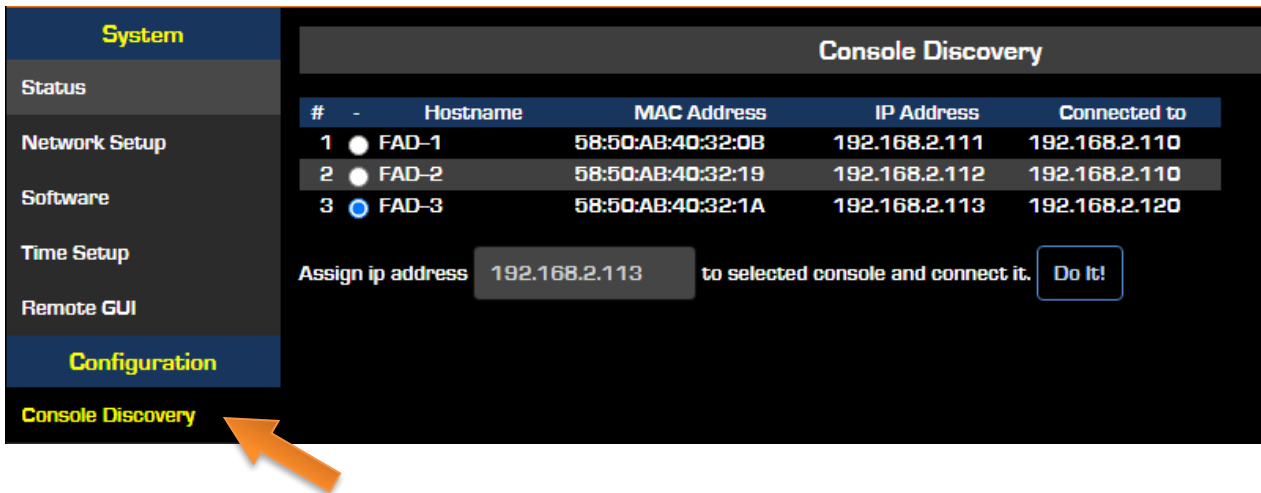 System
Status
Network Setup
Software
Time Setup
Remote GUI
Configuration
Console Discovery
Console Discovery
# - Hostname MAC Address IP Address Connected to
1 FAD-1 58:50:AB:40:32:0B 192.168.2.111 192.168.2.110
2 FAD-2 58:50:AB:40:32:19 192.168.2.112 192.168.2.110
3 FAD-3 58:50:AB:40:32:1A 192.168.2.113 192.168.2.120
Assign ip address 192.168.2.113 to selected console and connect it. Do It!